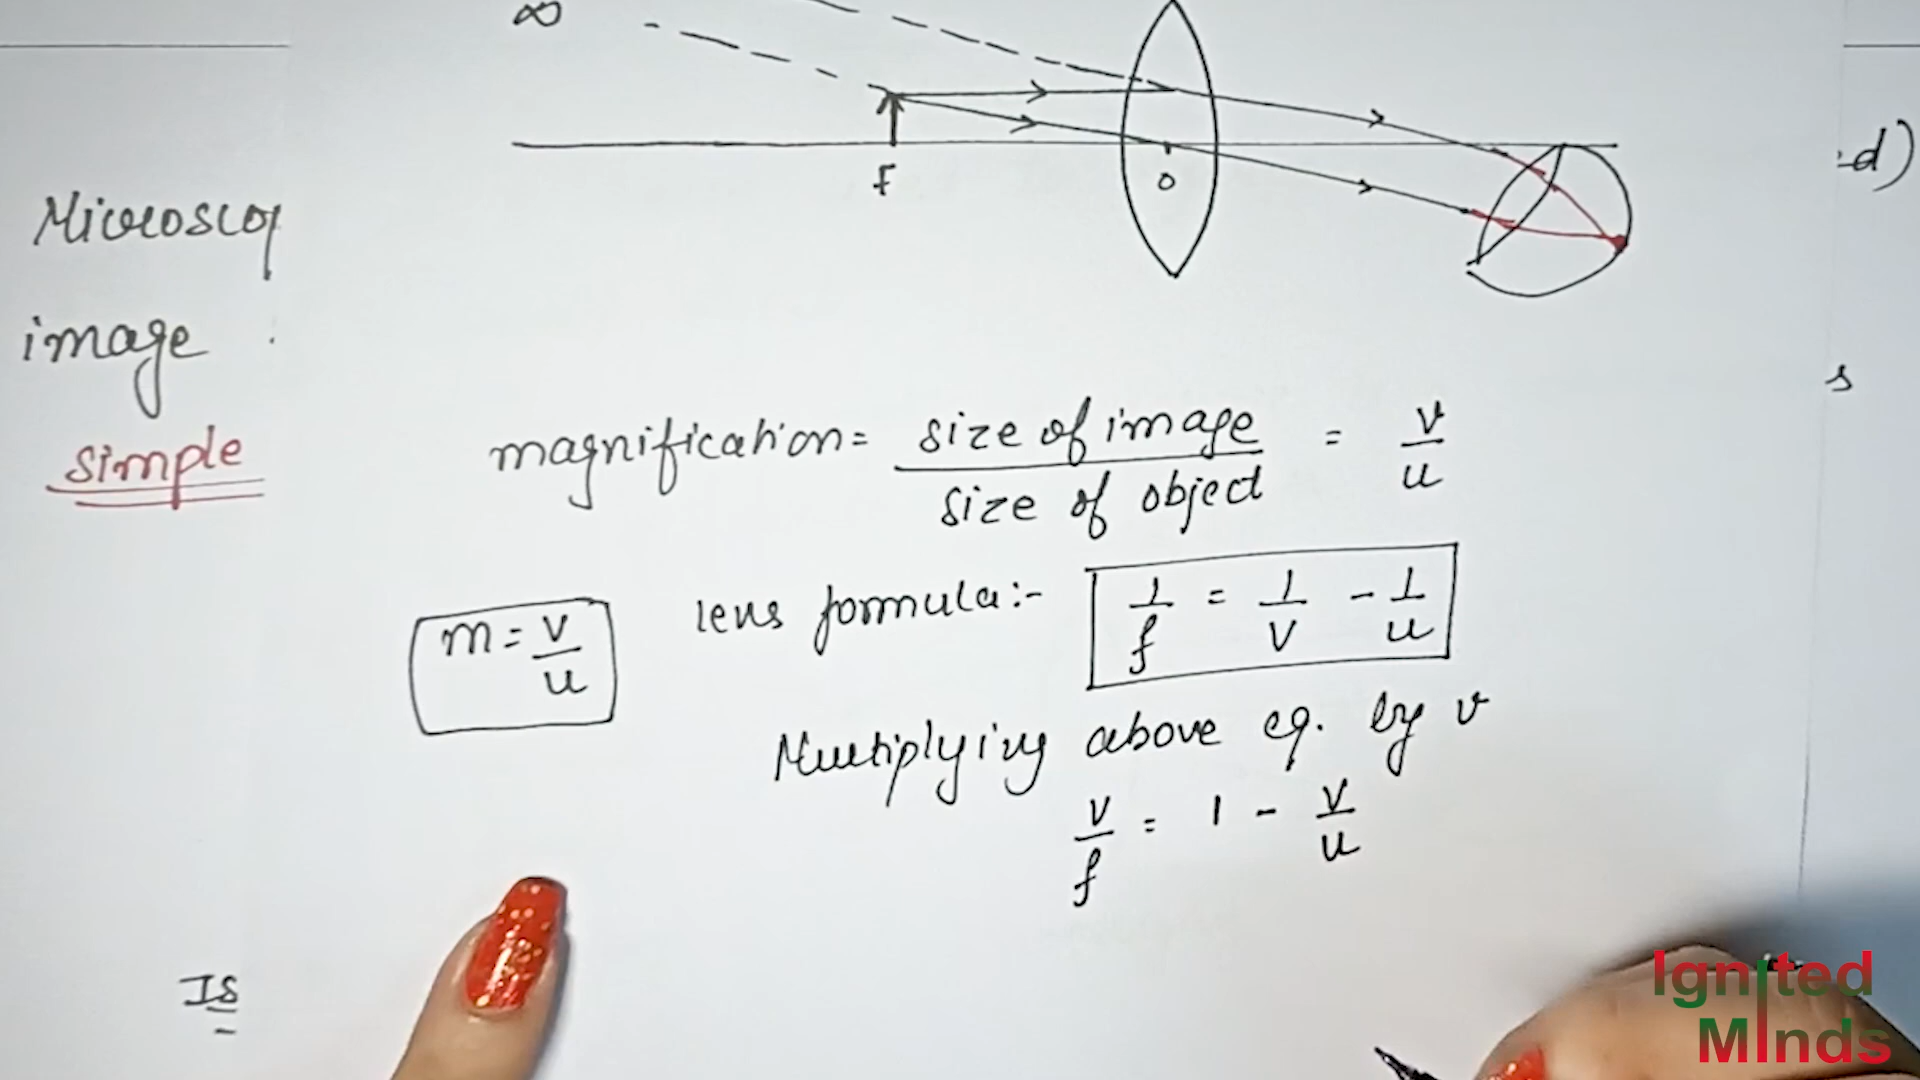 ∞
F
O
-d)
Microscop
image
s
simple
magnification = size of image / size of object = v/u
m = v/u
lens formula:- 1/f = 1/v - 1/u
Multiplying above eq. by v
v/f = 1 - v/u
IS
Ignited
Minds